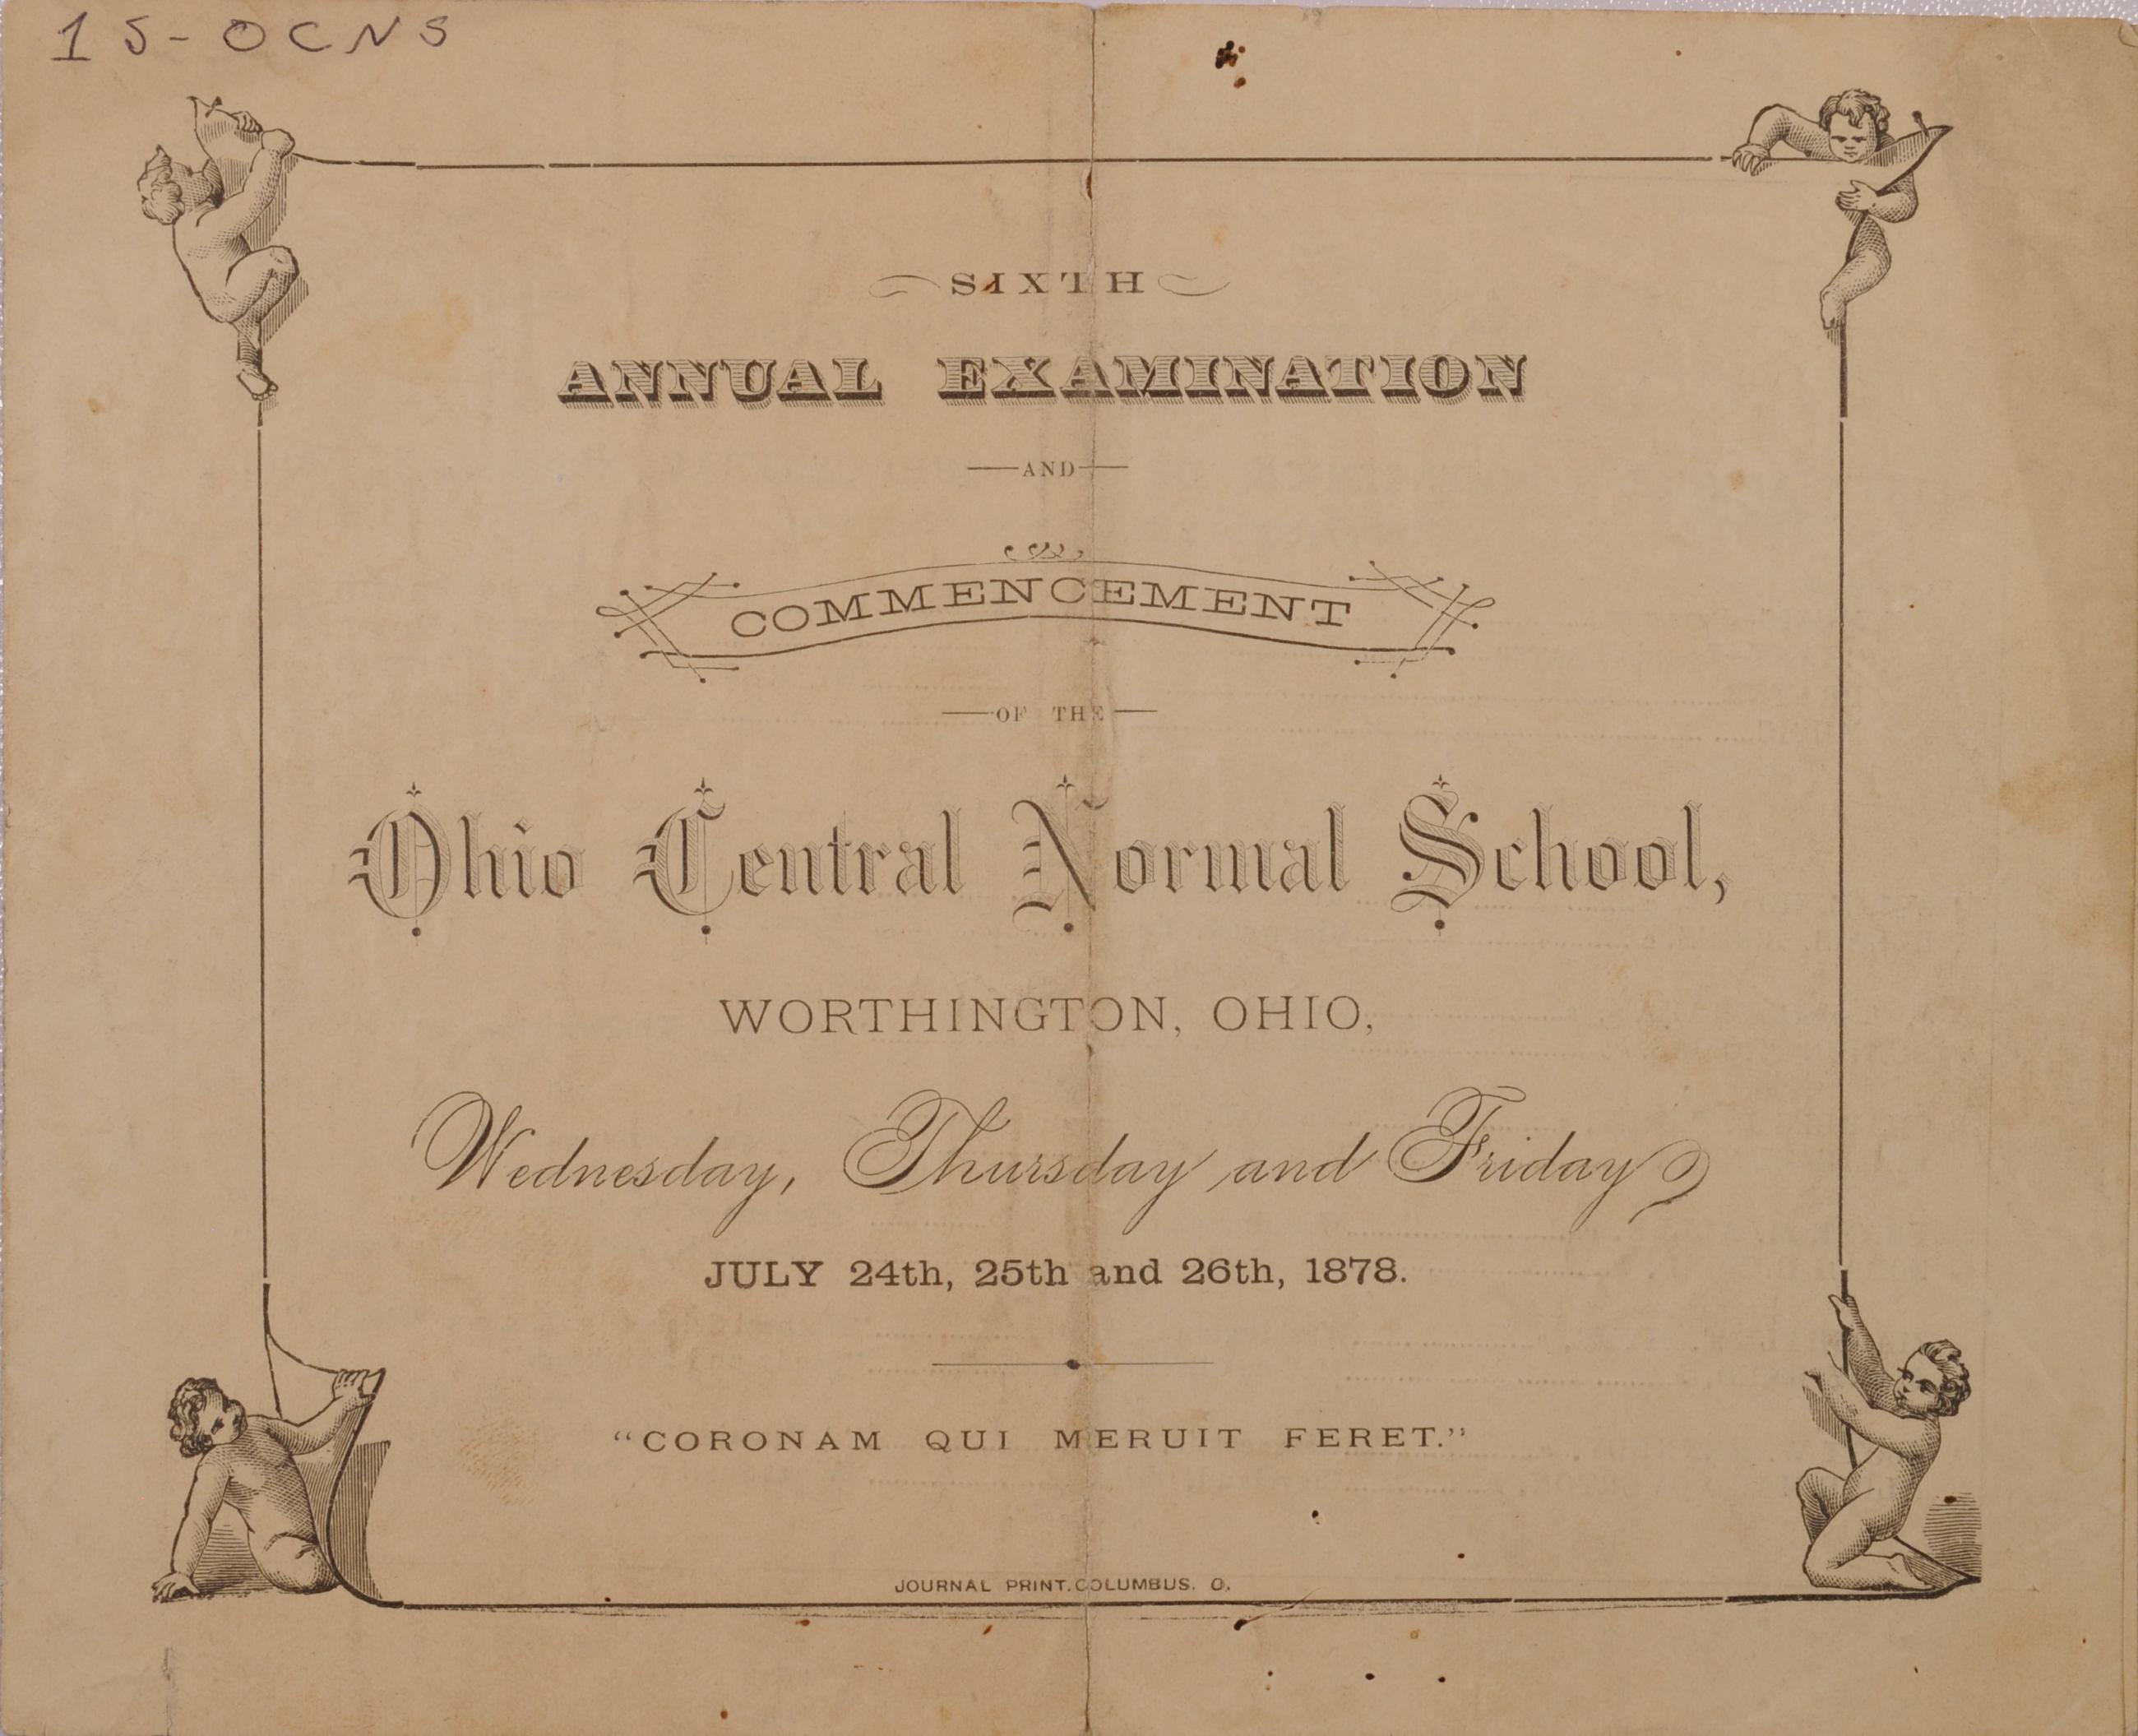 1S-OCNS
SIXTH
ANNUAL EXAMINATION
AND
COMMENCEMENT
OF THE
Ohio Central Normal School,
WORTHINGTON, OHIO,
Wednesday, Thursday and Friday
JULY 24th, 25th and 26th, 1878.
"CORONAM QUI MERUIT FERET."
JOURNAL PRINT. COLUMBUS. O.